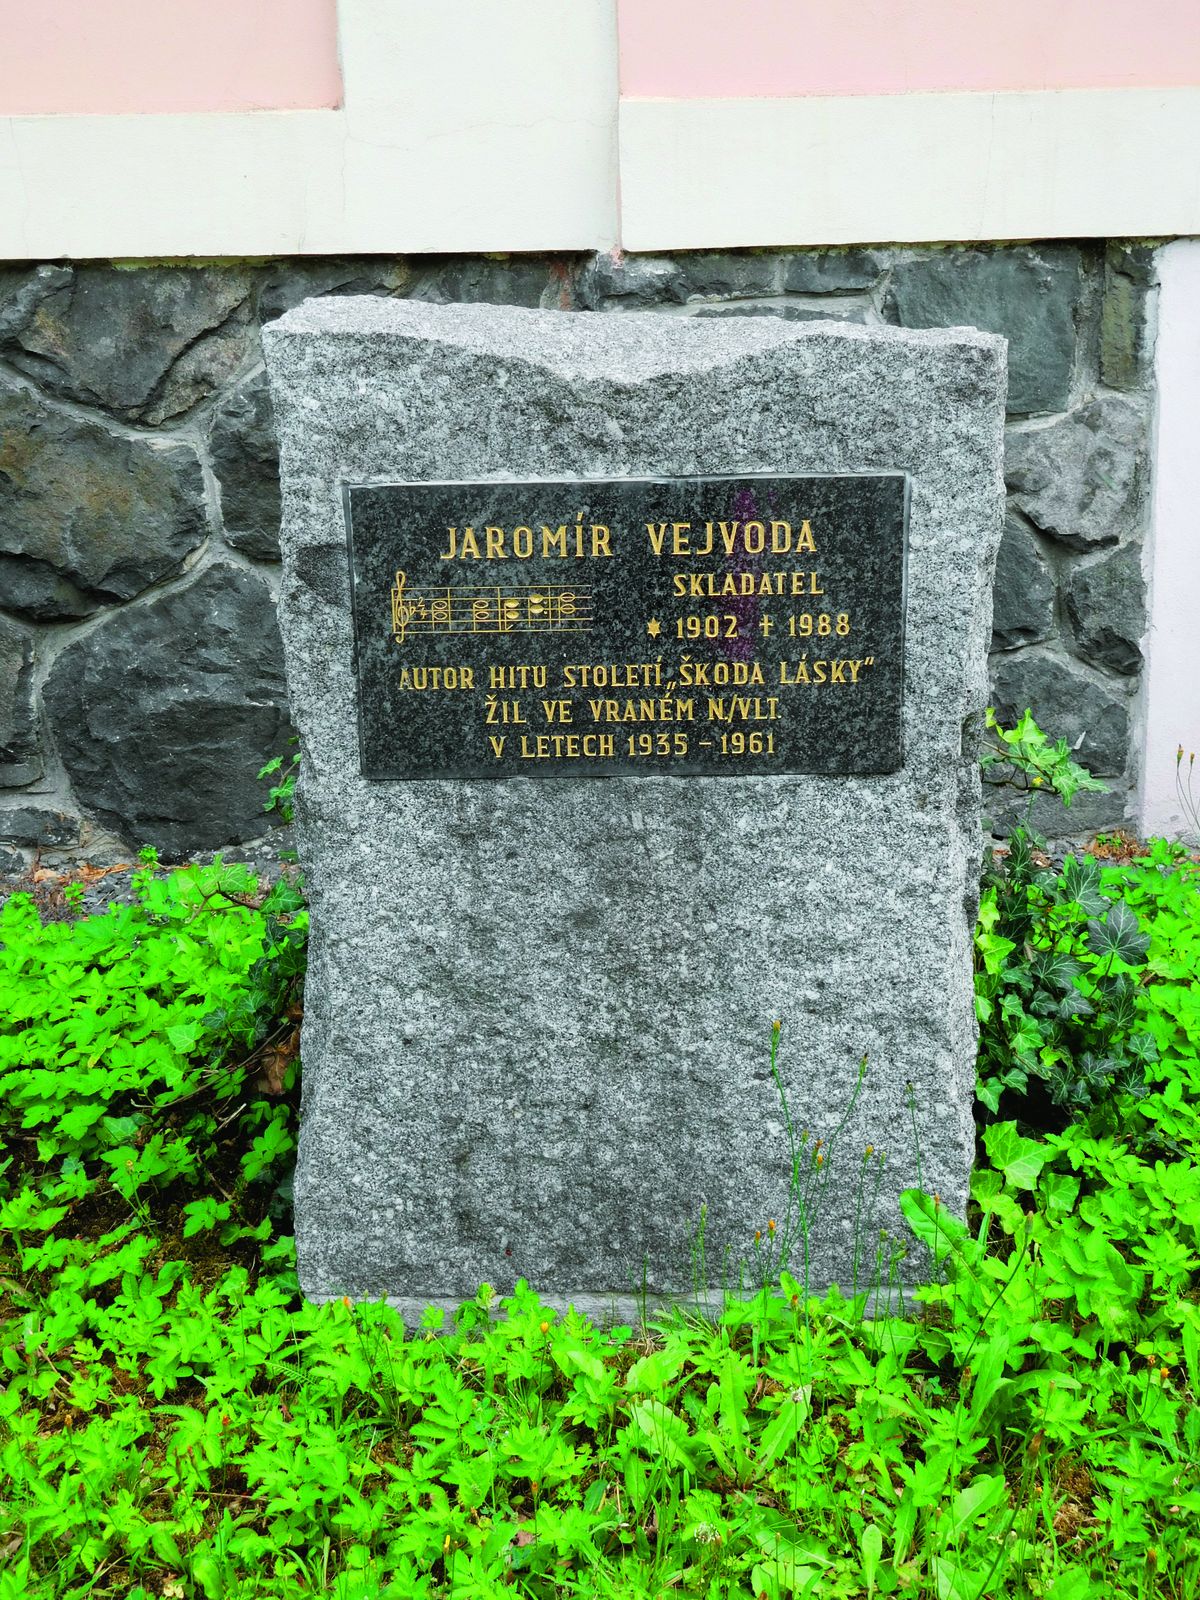 JAROMÍR VEJVODA
SKLADATEL
* 1902 † 1988
AUTOR HITU STOLETÍ „ŠKODA LÁSKY"
ŽIL VE VRANÉM N./VLT.
V LETECH 1935 - 1961